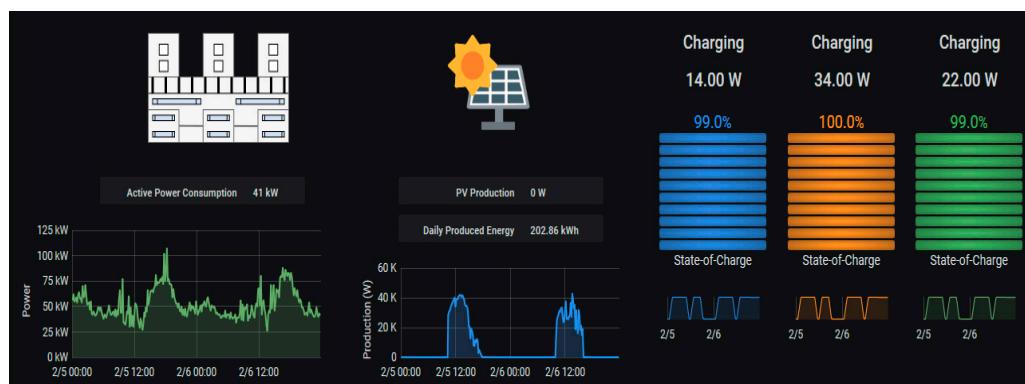 Charging Charging Charging
14.00 W 34.00 W 22.00 W
99.0% 100.0% 99.0%
State-of-Charge State-of-Charge State-of-Charge
2/5 2/6 2/5 2/6 2/5 2/6
Active Power Consumption 41 kW
125 kW
100 kW
75 kW
50 kW
25 kW
0 kW
Power
2/5 00:00 2/5 12:00 2/6 00:00 2/6 12:00
PV Production 0 W
Daily Produced Energy 202.86 kWh
60 K
40 K
20 K
0
Production (W)
2/5 00:00 2/5 12:00 2/6 00:00 2/6 12:00